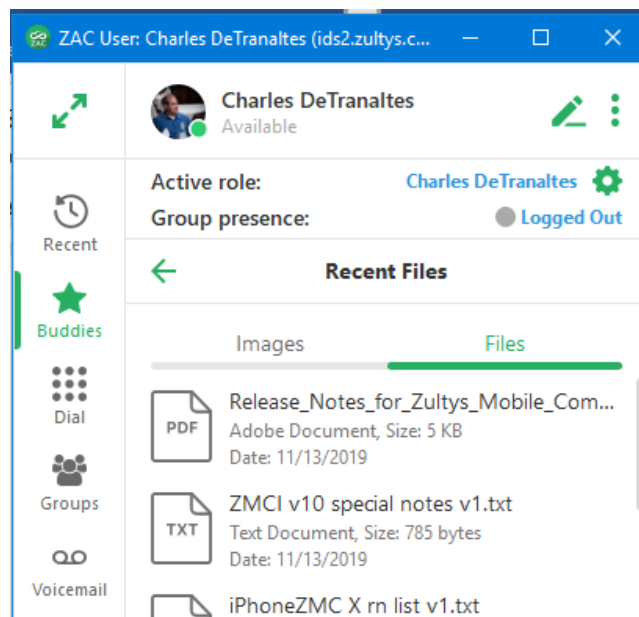 ZAC User: Charles DeTranaltes (ids2.zultys.c...
Charles DeTranaltes
Available
Active role: Charles DeTranaltes
Group presence: Logged Out
Recent
Recent Files
Buddies
Images Files
Dial
PDF
Release_Notes_for_Zultys_Mobile_Com...
Adobe Document, Size: 5 KB
Date: 11/13/2019
Groups
TXT
ZMCI v10 special notes v1.txt
Text Document, Size: 785 bytes
Date: 11/13/2019
Voicemail
iPhoneZMC X rn list v1.txt